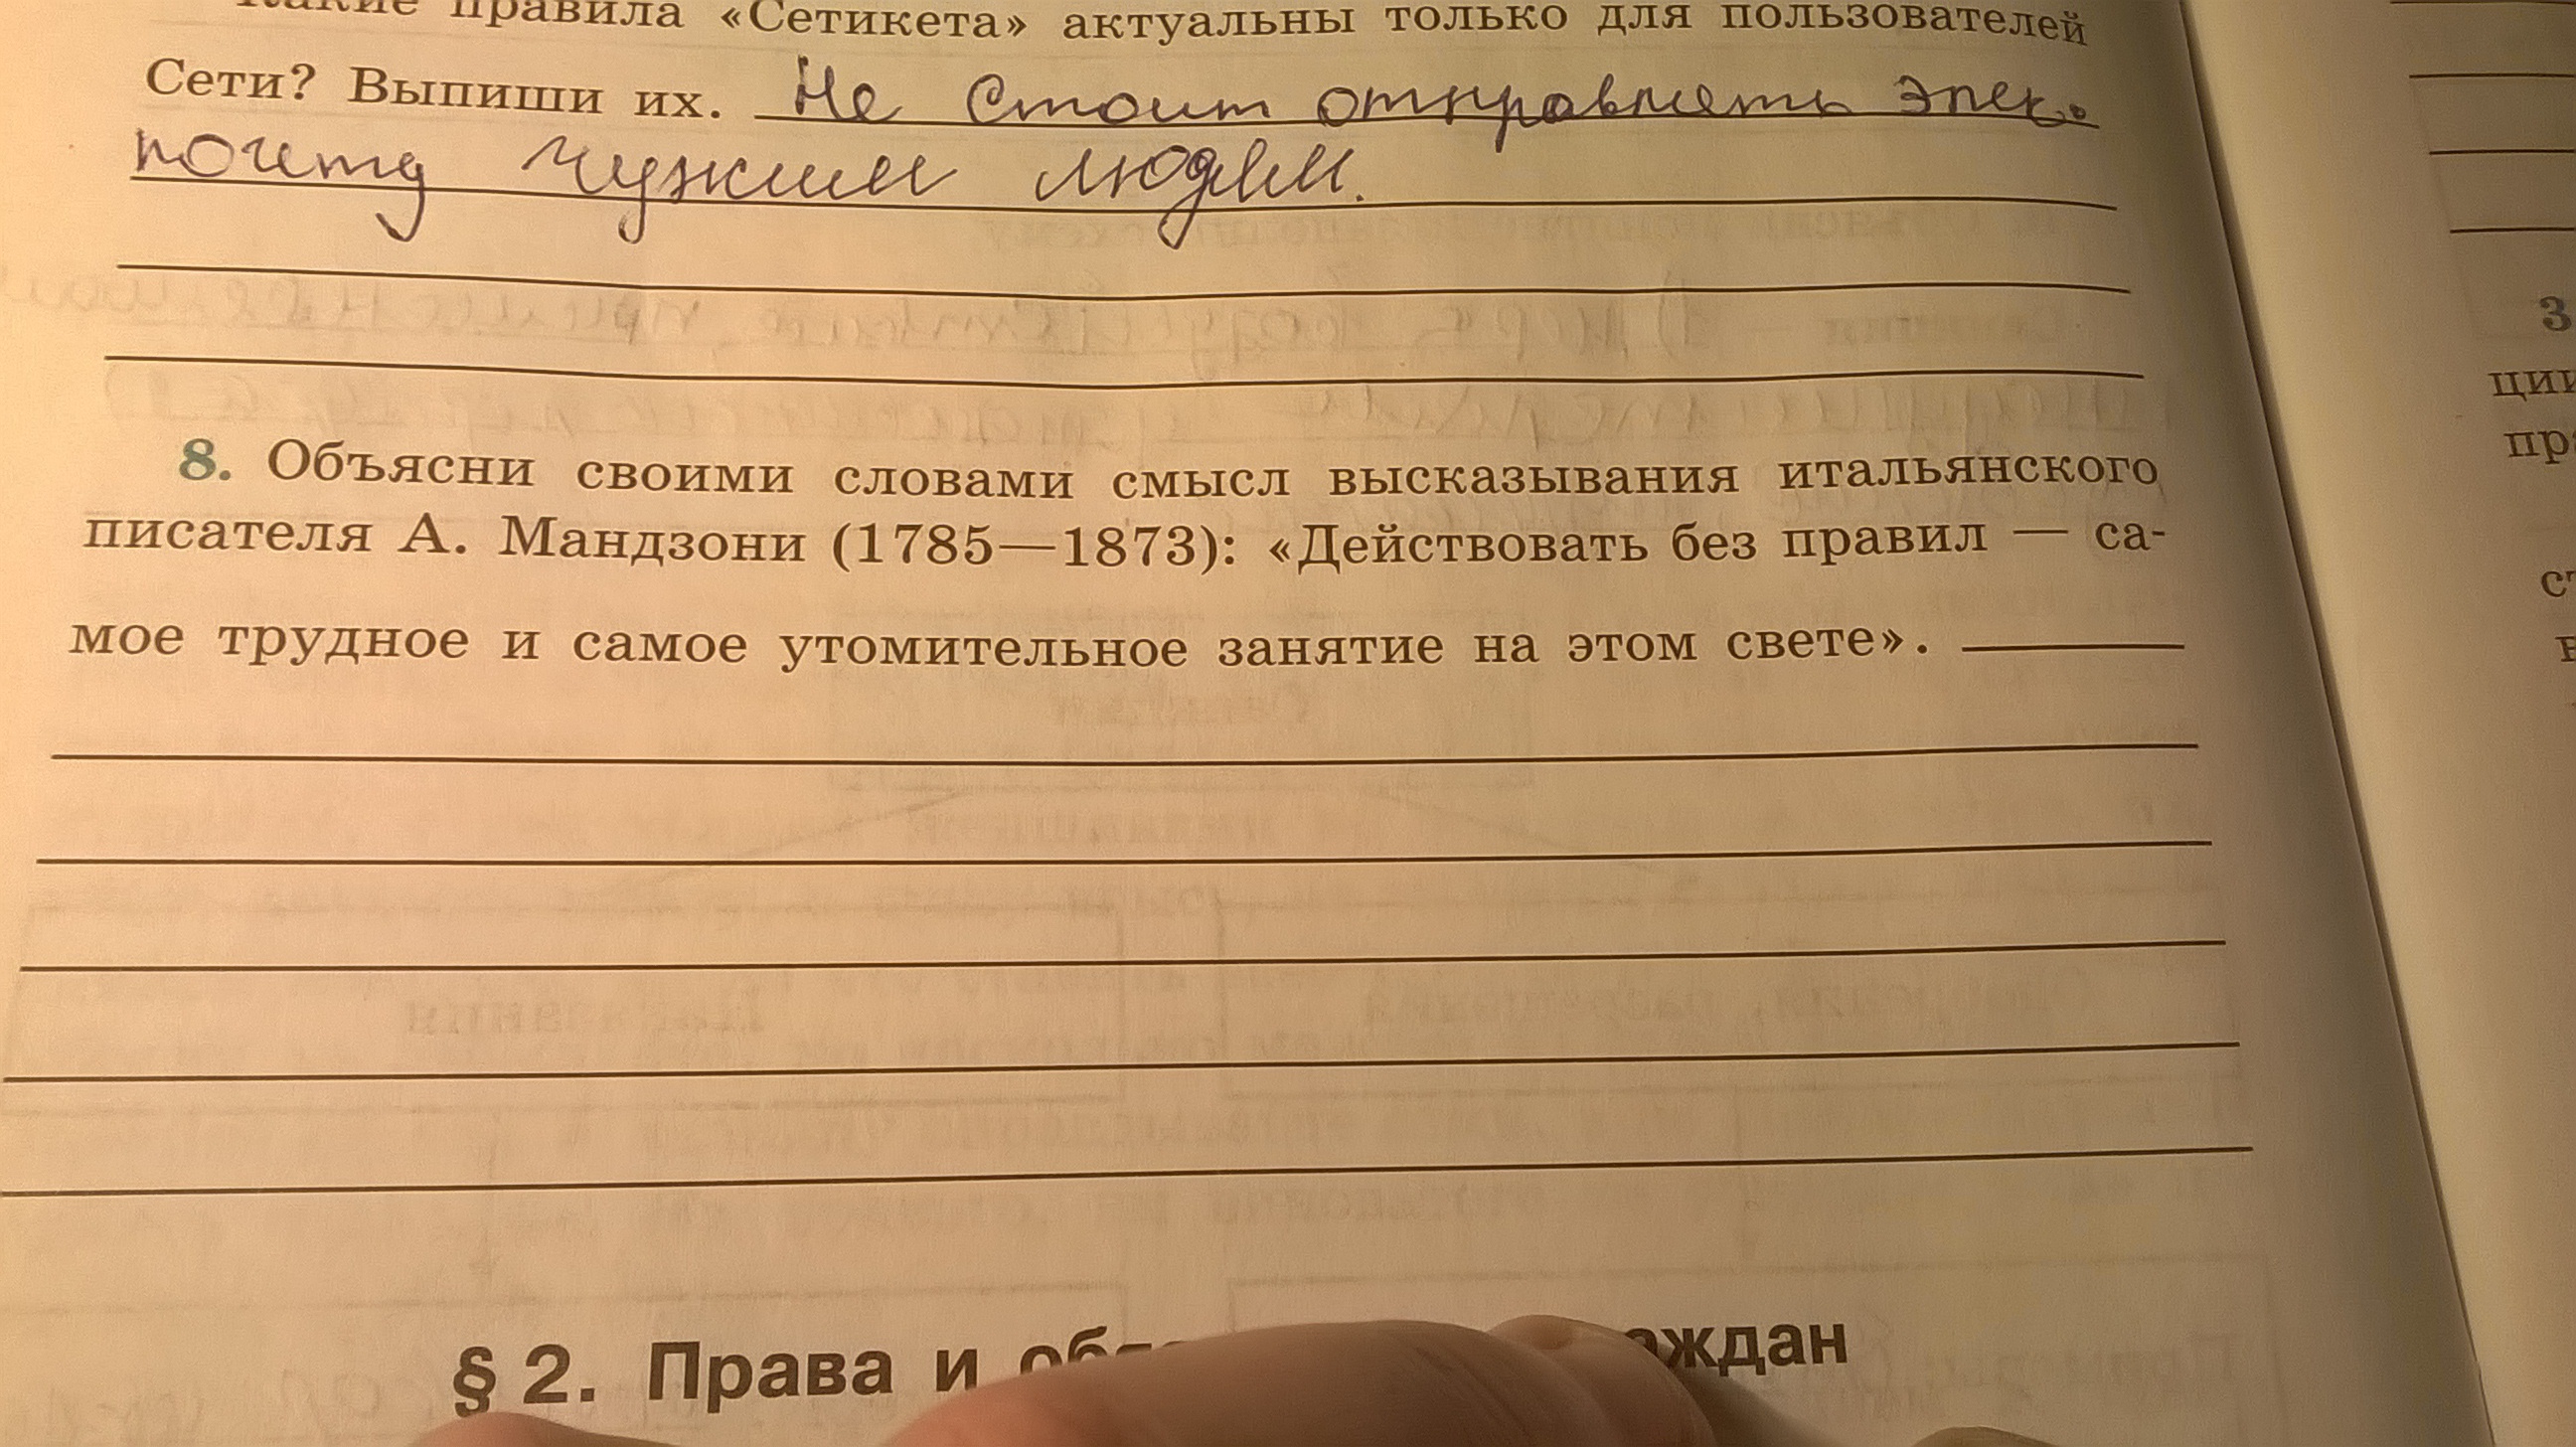 Какие правила «Сетикета» актуальны только для пользователей
Сети? Выпиши их. Не стоит отправлять элек.
почту чужим людям.
8. Объясни своими словами смысл высказывания итальянского
писателя А. Мандзони (1785—1873): «Действовать без правил — са-
мое трудное и самое утомительное занятие на этом свете».
§ 2. Права и
З
ции